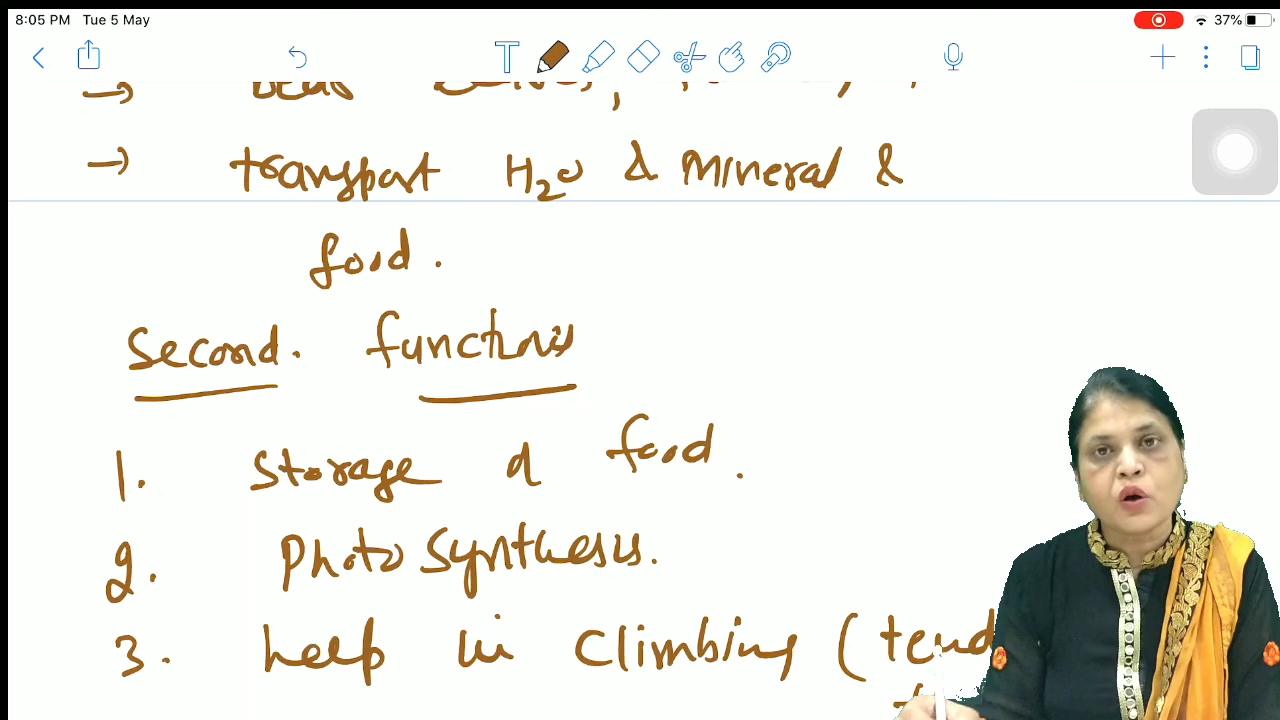 8:05 PM Tue 5 May 37%
T
→ transport H2O & Mineral &
food.
Second. functions
1. Storage of food.
2. Photosynthesis.
3. help in climbing (tend